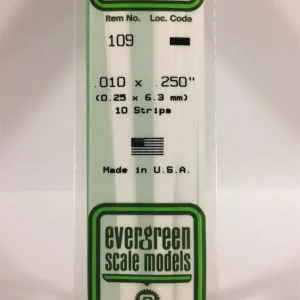 Item No. Loc. Code
109
.010 x .250"
(0.25 x 6.3 mm)
10 Strips
Made in U.S.A.
evergreen
scale models